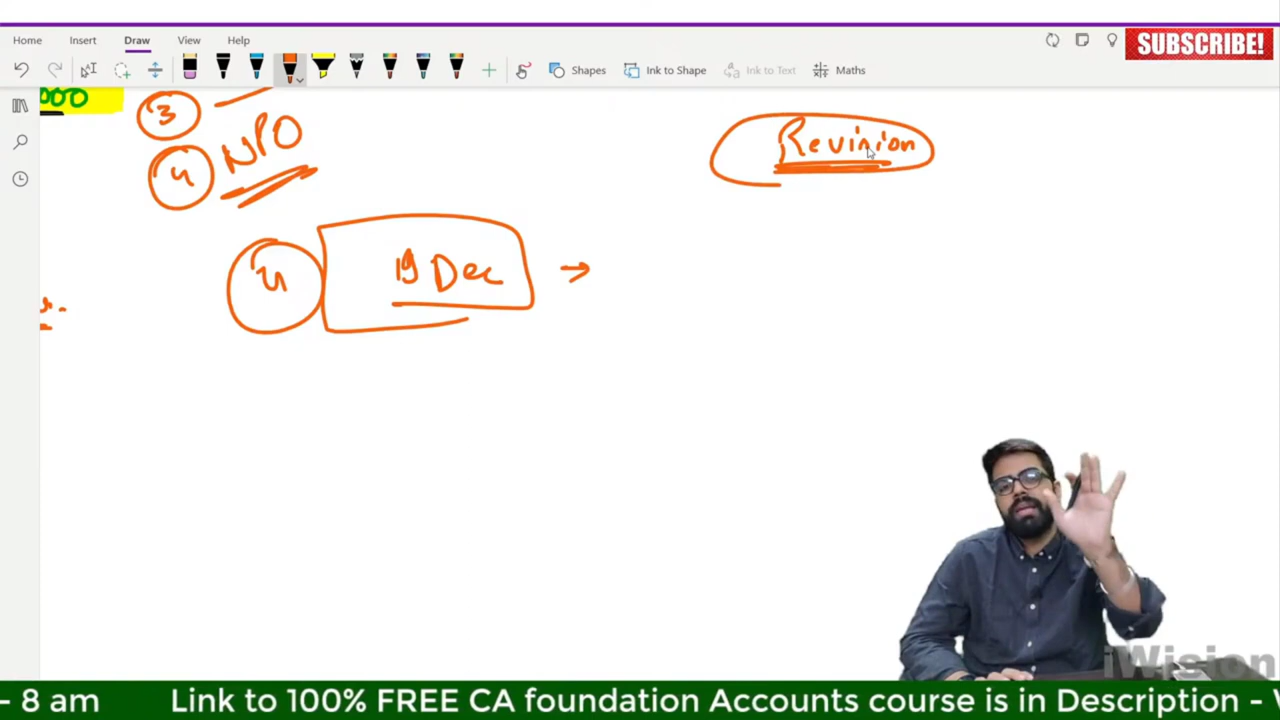 Home Insert Draw View Help
SUBSCRIBE!
Shapes Ink to Shape Ink to Text Maths
000
3
4 NPO
Revision
4 19 Dec →
iWision
- 8 am Link to 100% FREE CA foundation Accounts course is in Description -